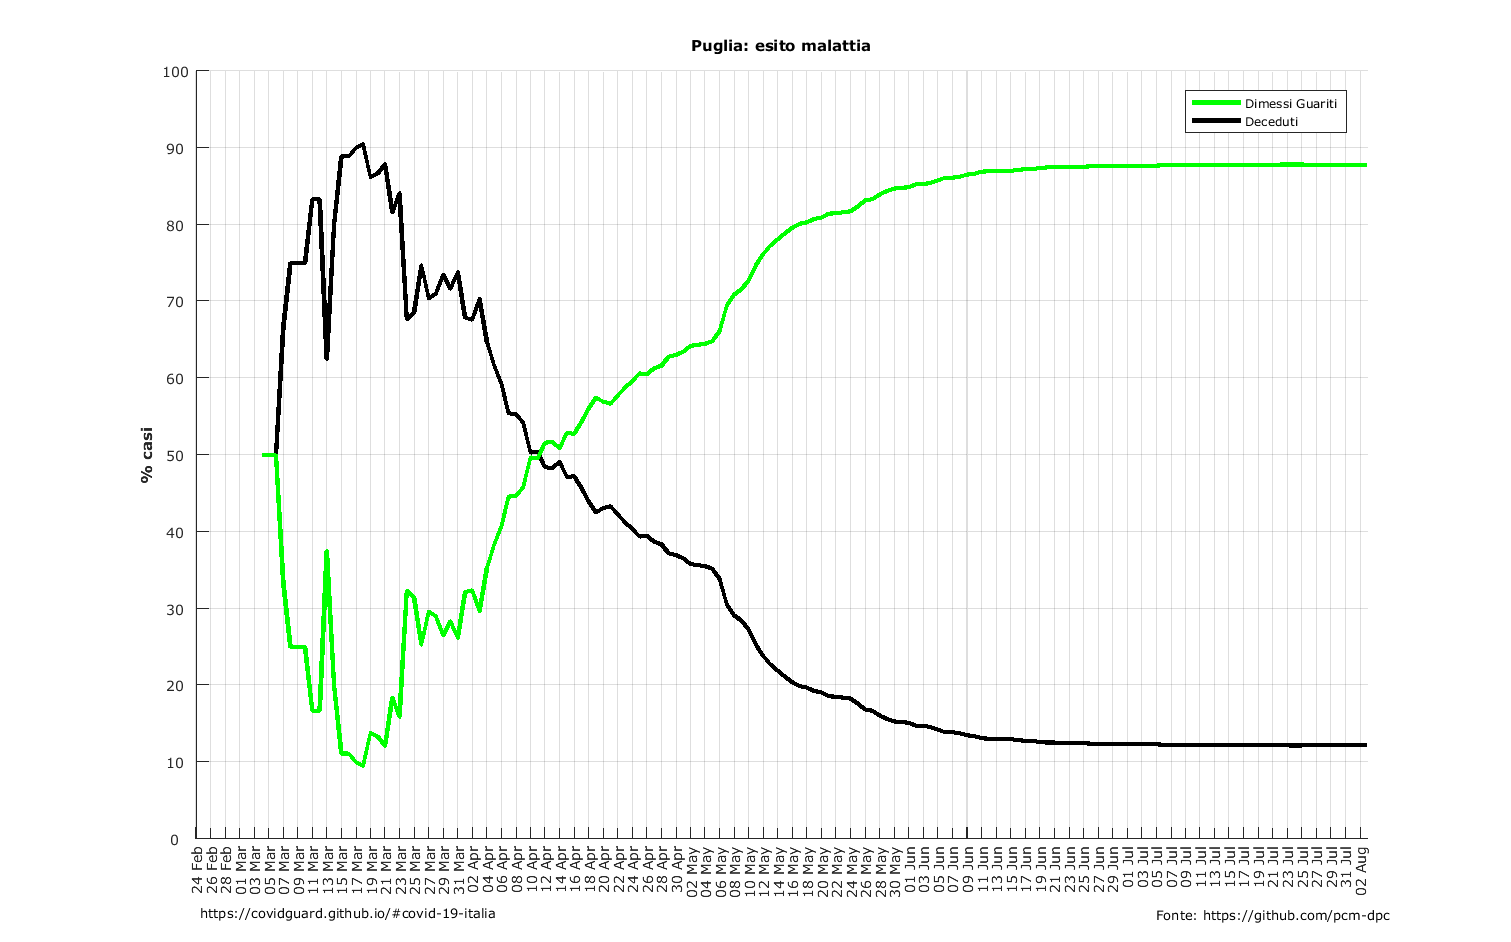 Puglia: esito malattia
Dimessi Guariti
Deceduti
% casi
100
90
80
70
60
50
40
30
20
10
0
24 Feb
26 Feb
28 Feb
01 Mar
03 Mar
05 Mar
07 Mar
09 Mar
11 Mar
13 Mar
15 Mar
17 Mar
19 Mar
21 Mar
23 Mar
25 Mar
27 Mar
29 Mar
31 Mar
02 Apr
04 Apr
06 Apr
08 Apr
10 Apr
12 Apr
14 Apr
16 Apr
18 Apr
20 Apr
22 Apr
24 Apr
26 Apr
28 Apr
30 Apr
02 May
04 May
06 May
08 May
10 May
12 May
14 May
16 May
18 May
20 May
22 May
24 May
26 May
28 May
30 May
01 Jun
03 Jun
05 Jun
07 Jun
09 Jun
11 Jun
13 Jun
15 Jun
17 Jun
19 Jun
21 Jun
23 Jun
25 Jun
27 Jun
29 Jun
01 Jul
03 Jul
05 Jul
07 Jul
09 Jul
11 Jul
13 Jul
15 Jul
17 Jul
19 Jul
21 Jul
23 Jul
25 Jul
27 Jul
29 Jul
31 Jul
02 Aug
https://covidguard.github.io/#covid-19-italia
Fonte: https://github.com/pcm-dpc